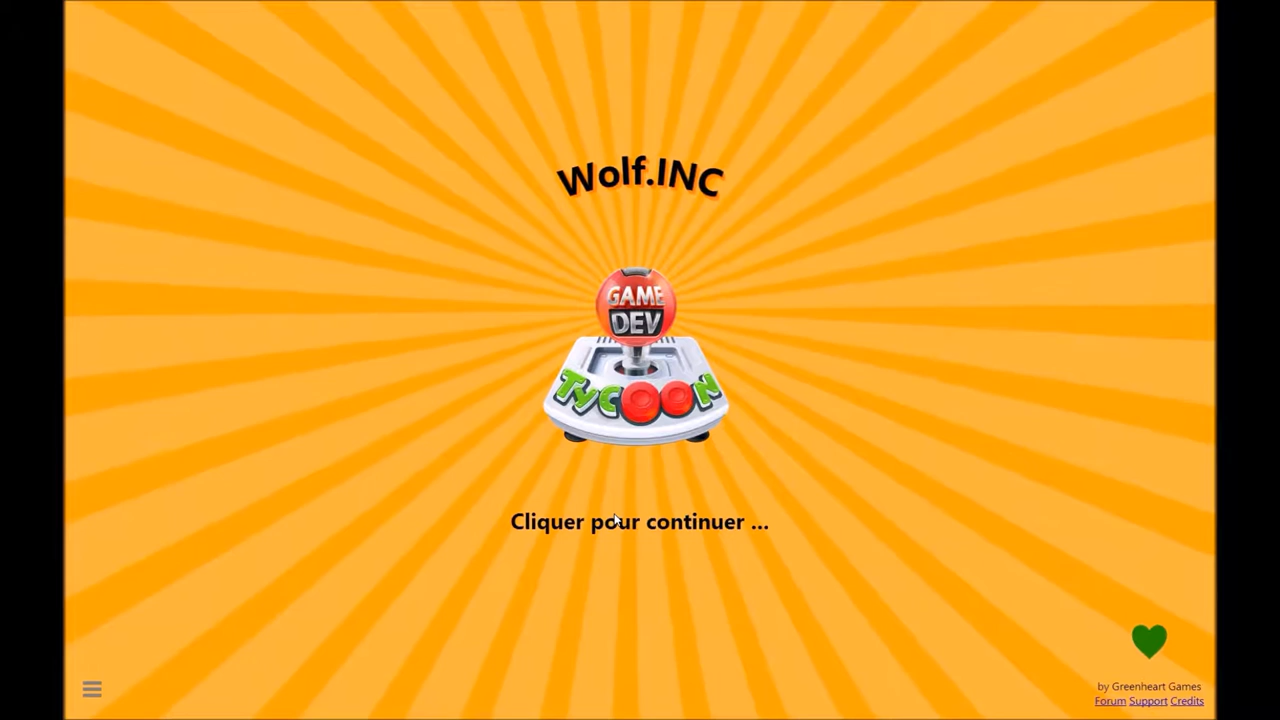 Wolf.INC
GAME
DEV
TYCOON
Cliquer pour continuer ...
by Greenheart Games
Forum Support Credits